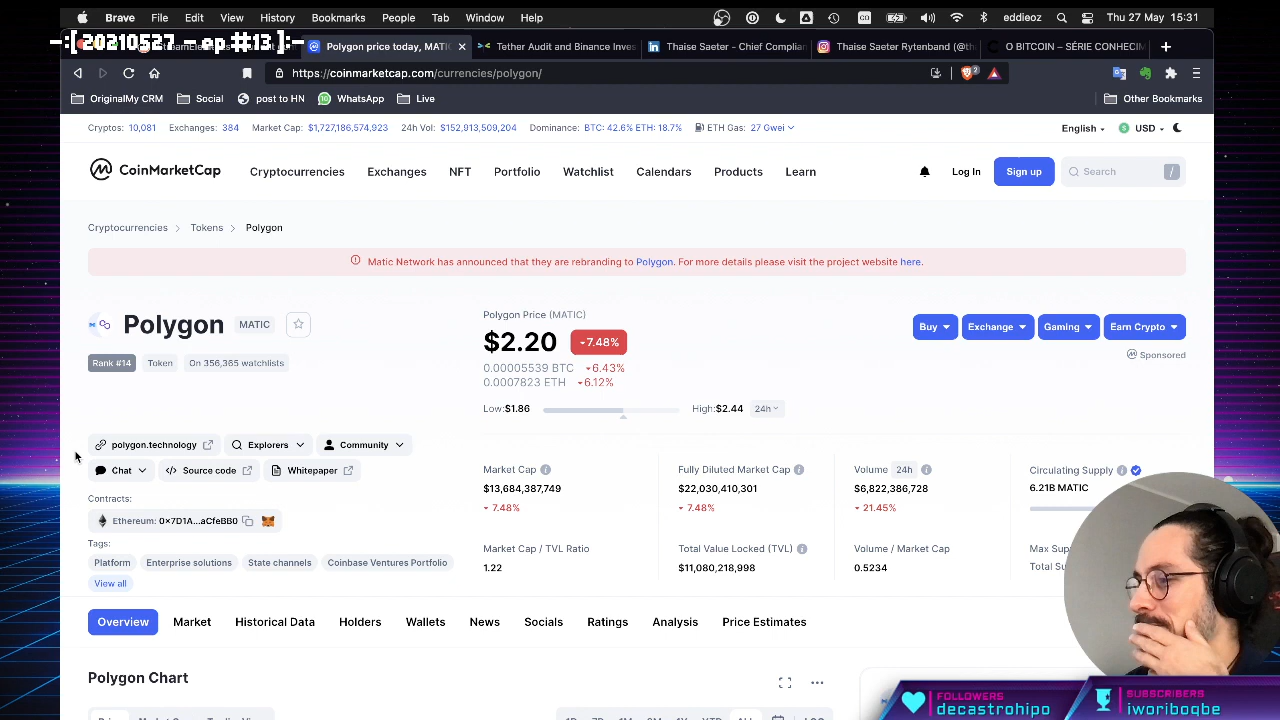 Brave File Edit View History Bookmarks People Tab Window Help eddieoz Thu 27 May 15:31
-:[20210527 - ep #13]:-
Polygon price today, MATIC
Tether Audit and Binance Inves
Thaise Saeter - Chief Complian
Thaise Saeter Rytenband (@th
O BITCOIN – SÉRIE CONHECIM
https://coinmarketcap.com/currencies/polygon/
OriginalMy CRM Social post to HN WhatsApp Live Other Bookmarks
Cryptos: 10,081 Exchanges: 384 Market Cap: $1,727,186,574,923 24h Vol: $152,913,509,204 Dominance: BTC: 42.6% ETH: 18.7% ETH Gas: 27 Gwei English USD
CoinMarketCap Cryptocurrencies Exchanges NFT Portfolio Watchlist Calendars Products Learn Log In Sign up Search /
Cryptocurrencies Tokens Polygon
Matic Network has announced that they are rebranding to Polygon. For more details please visit the project website here.
Polygon MATIC
Rank #14 Token On 356,365 watchlists
Polygon Price (MATIC)
$2.20 7.48%
0.00005539 BTC 6.43%
0.0007823 ETH 6.12%
Low:$1.86 High:$2.44 24h
Buy Exchange Gaming Earn Crypto
Sponsored
polygon.technology Explorers Community
Chat Source code Whitepaper
Contracts:
Ethereum: 0x7D1A...aCfeBB0
Tags:
Platform Enterprise solutions State channels Coinbase Ventures Portfolio
View all
Market Cap
$13,684,
7.48%
Fully Diluted Market Cap
$22,030,410,
7.48%
Volume 24h
$6,822,386,728
21.45%
Circulating Supply
6.21B MATIC
Market Cap / TVL Ratio
1.22
Total Value Locked (TVL)
$11,080,218,998
Volume / Market Cap
0.5234
Max Sup
Total S
Overview Market Historical Data Holders Wallets News Socials Ratings Analysis Price Estimates
Polygon Chart
FOLLOWERS
decastrohipo
SUBSCRIBERS
iworiboqbe